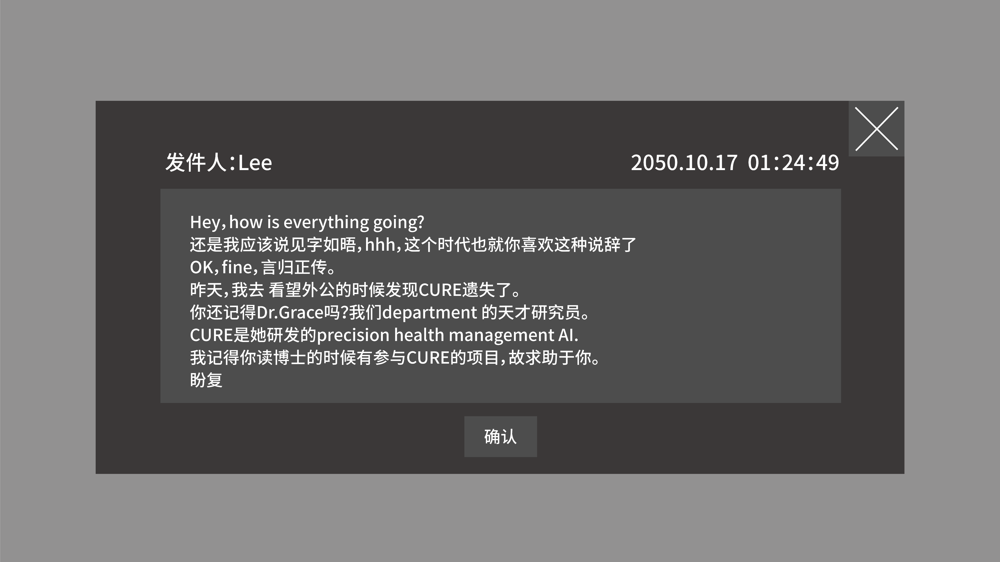 发件人：Lee
2050.10.17 01：24：49
Hey，how is everything going?
还是我应该说见字如晤，hhh，这个时代也就你喜欢这种说辞了
OK，fine，言归正传。
昨天，我去 看望外公的时候发现CURE遗失了。
你还记得Dr.Grace吗？我们department 的天才研究员。
CURE是她研发的precision health management AI.
我记得你读博士的时候有参与CURE的项目，故求助于你。
盼复
确认